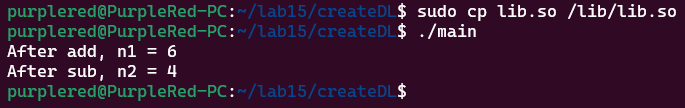 purplered@PurpleRed-PC:~/lab15/createDL$ sudo cp lib.so /lib/lib.so
purplered@PurpleRed-PC:~/lab15/createDL$ ./main
After add, n1 = 6
After sub, n2 = 4
purplered@PurpleRed-PC:~/lab15/createDL$